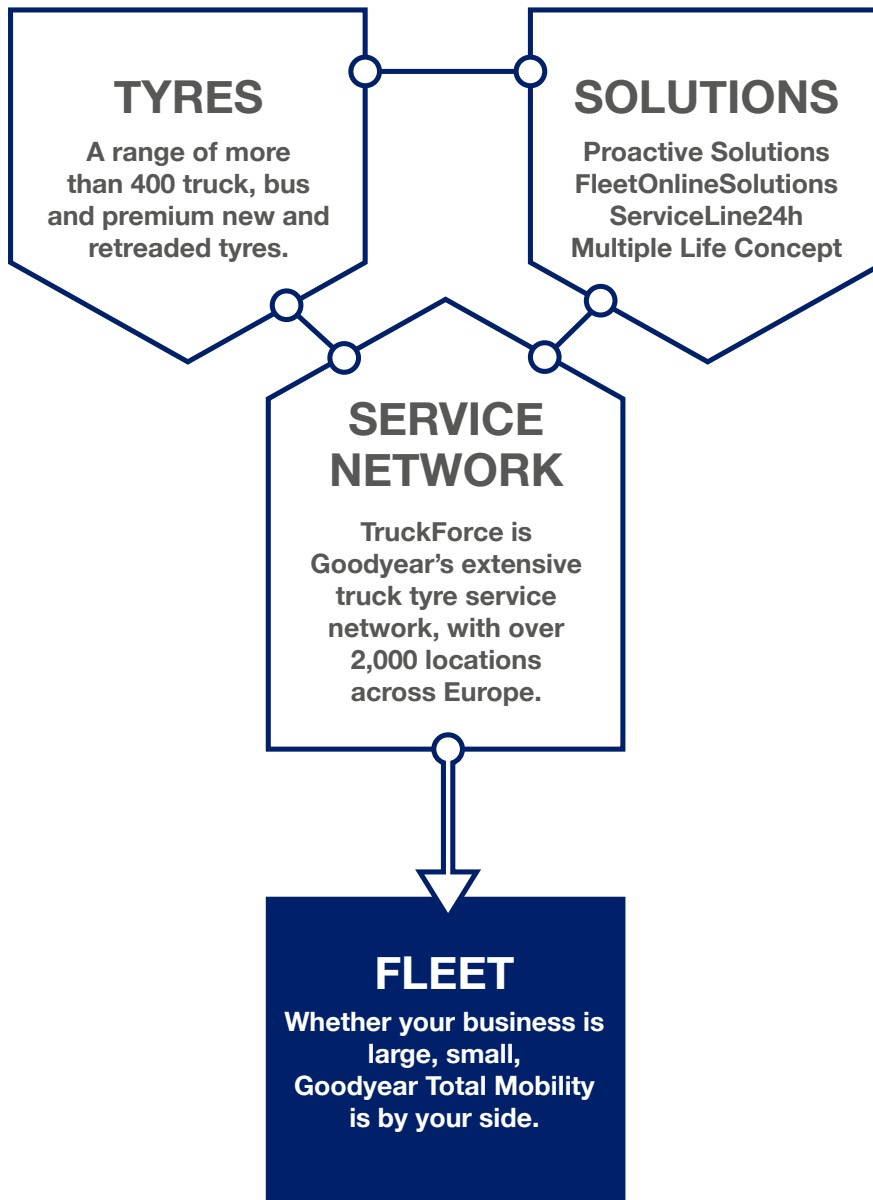 TYRES
A range of more
than 400 truck, bus
and premium new and
retreaded tyres.
SOLUTIONS
Proactive Solutions
FleetOnlineSolutions
ServiceLine24h
Multiple Life Concept
SERVICE
NETWORK
TruckForce is
Goodyear’s extensive
truck tyre service
network, with over
2,000 locations
across Europe.
FLEET
Whether your business is
large, small,
Goodyear Total Mobility
is by your side.